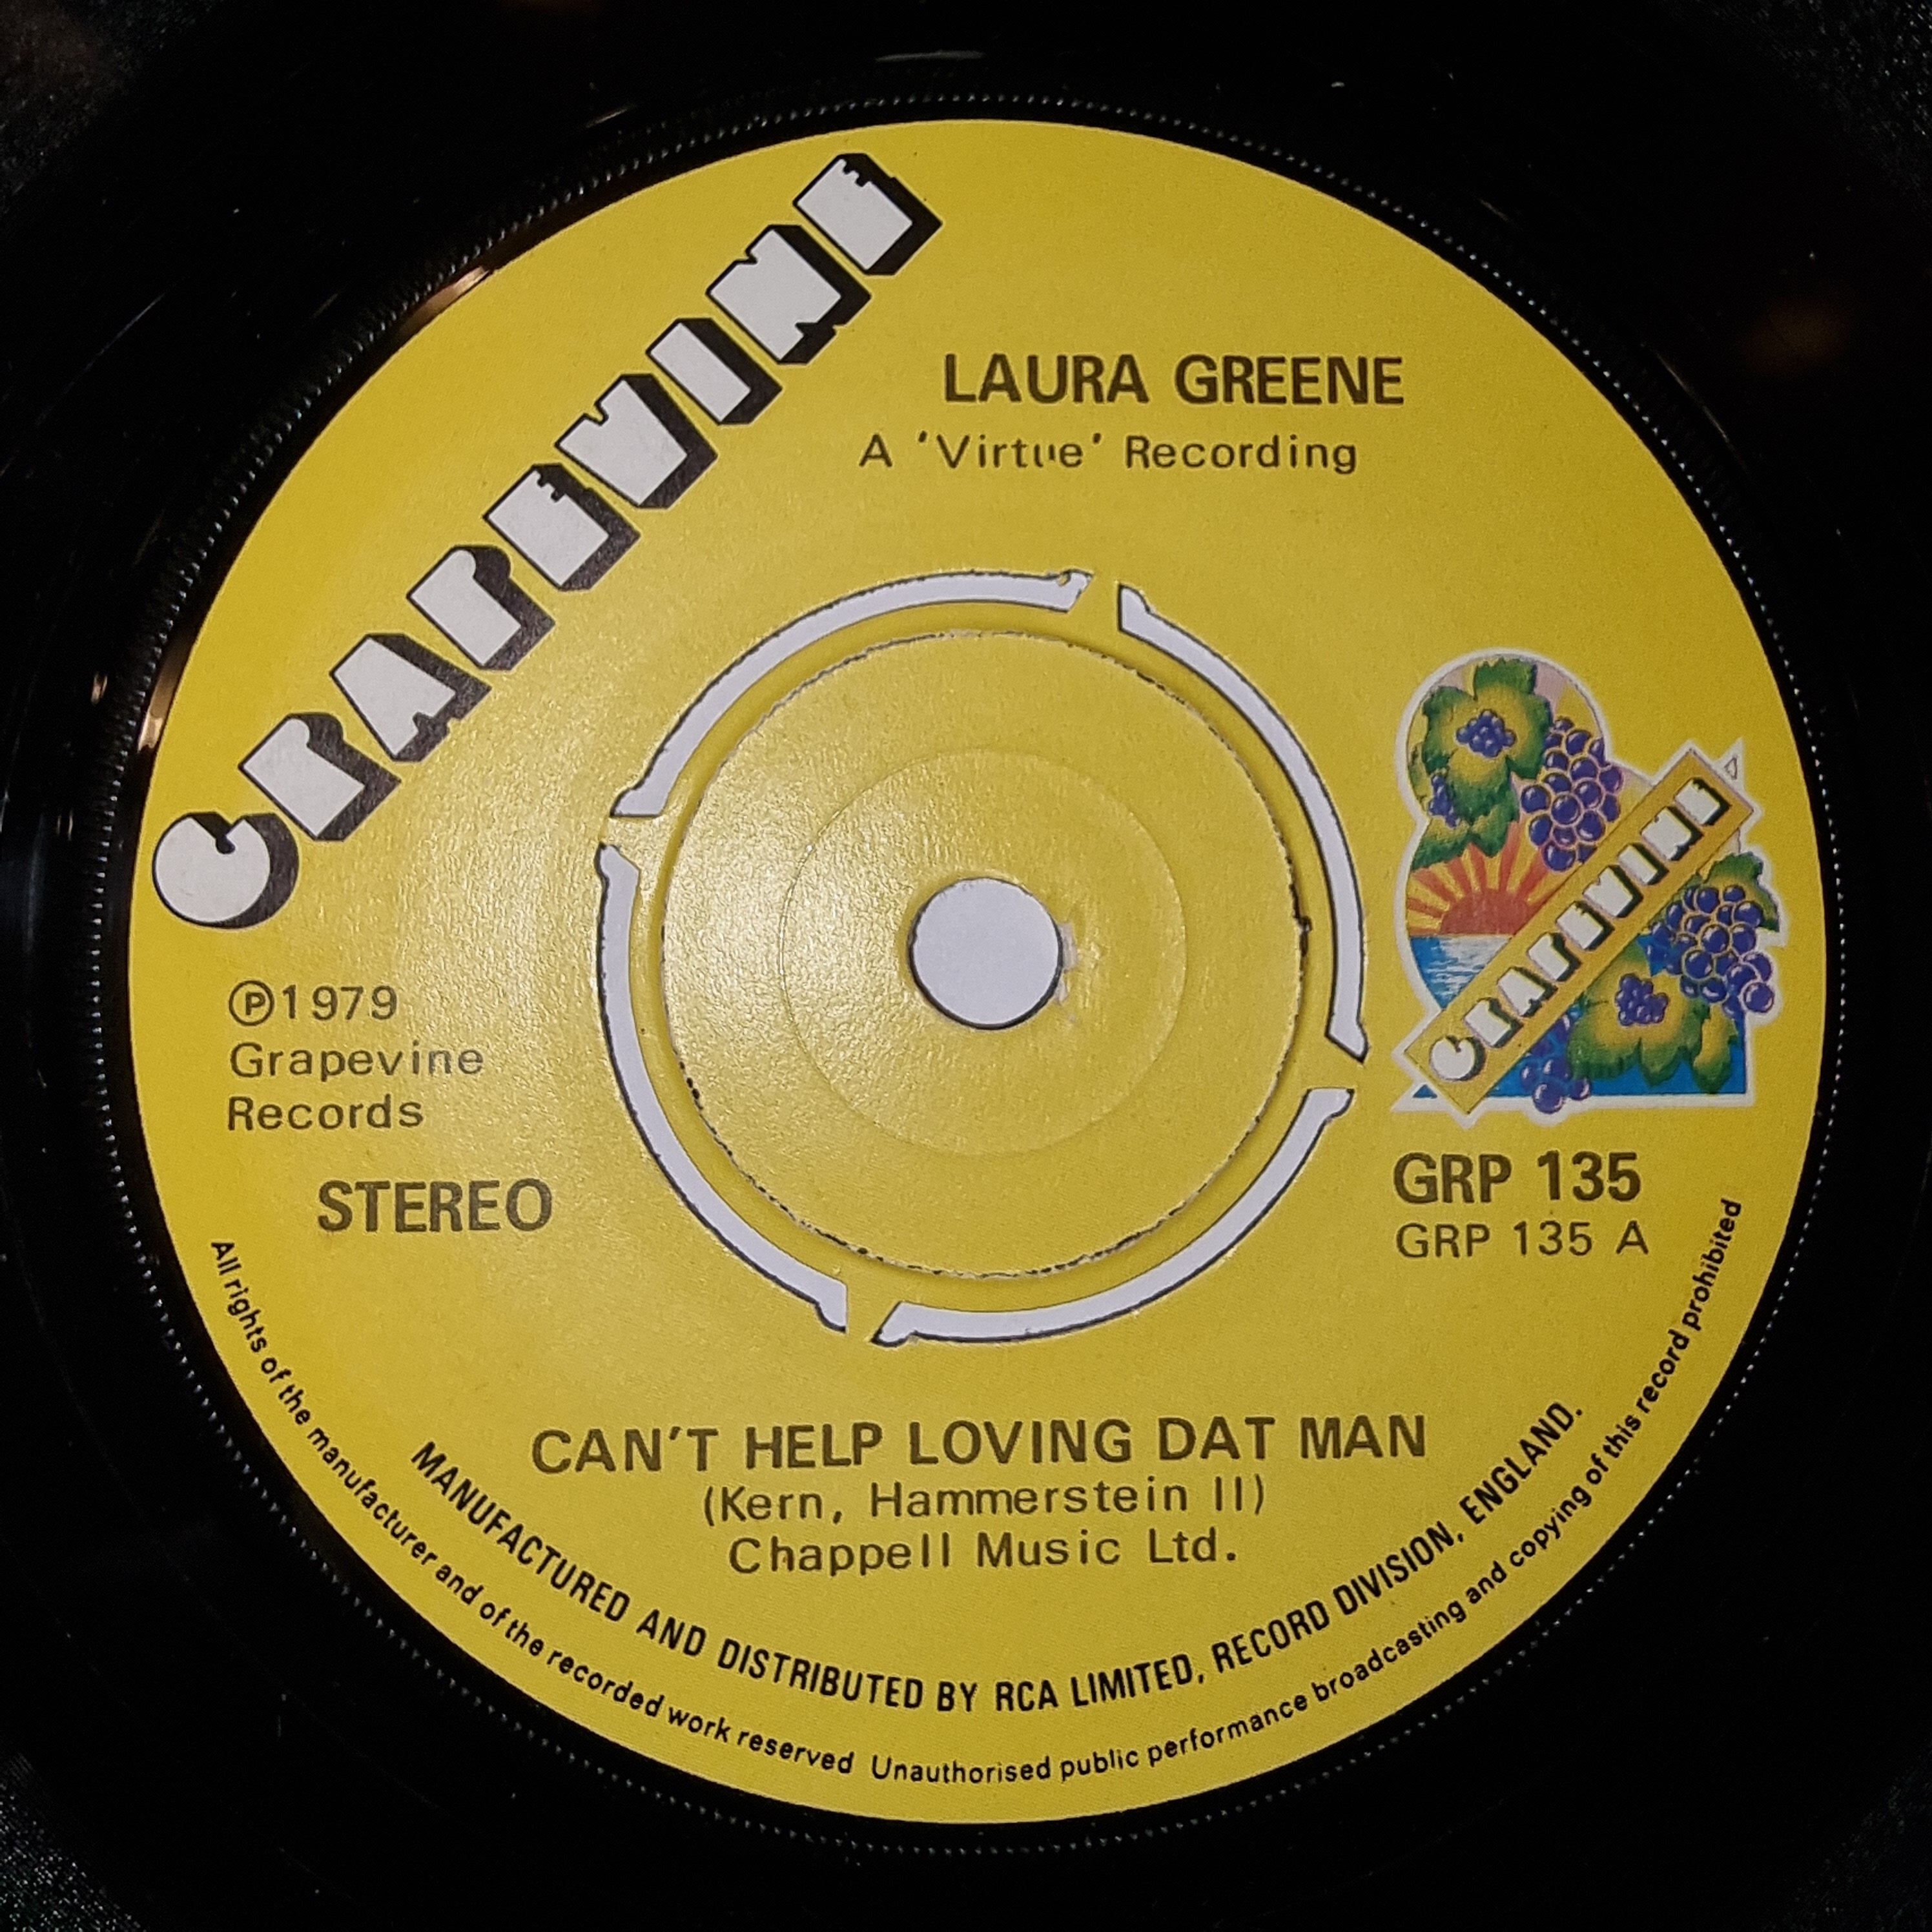 GRAPEVINE
LAURA GREENE
A 'Virtue' Recording
GRAPEVINE
Ⓟ1979
Grapevine
Records
STEREO
GRP 135
GRP 135 A
CAN'T HELP LOVING DAT MAN
(Kern, Hammerstein II)
Chappell Music Ltd.
MANUFACTURED AND DISTRIBUTED BY RCA LIMITED, RECORD DIVISION, ENGLAND.
All rights of the manufacturer and of the recorded work reserved Unauthorised public performance broadcasting and copying of this record prohibited